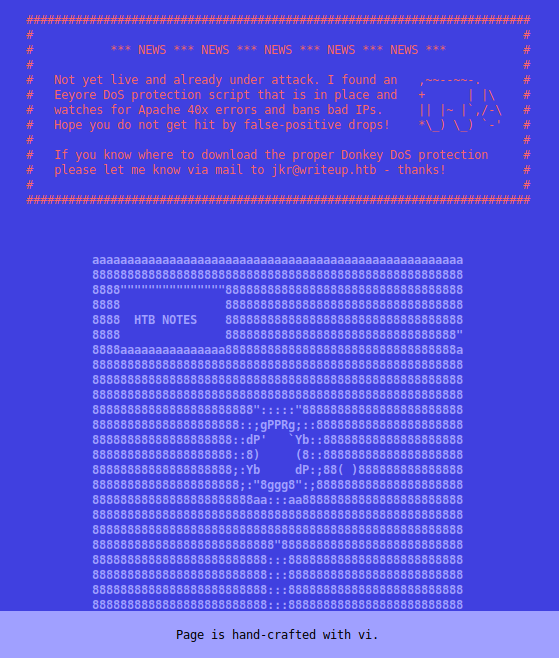 *** NEWS *** NEWS *** NEWS *** NEWS *** NEWS ***
Not yet live and already under attack. I found an
Eeyore DoS protection script that is in place and
watches for Apache 40x errors and bans bad IPs.
Hope you do not get hit by false-positive drops!
If you know where to download the proper Donkey DoS protection
please let me know via mail to jkr@writeup.htb - thanks!
HTB NOTES
Page is hand-crafted with vi.